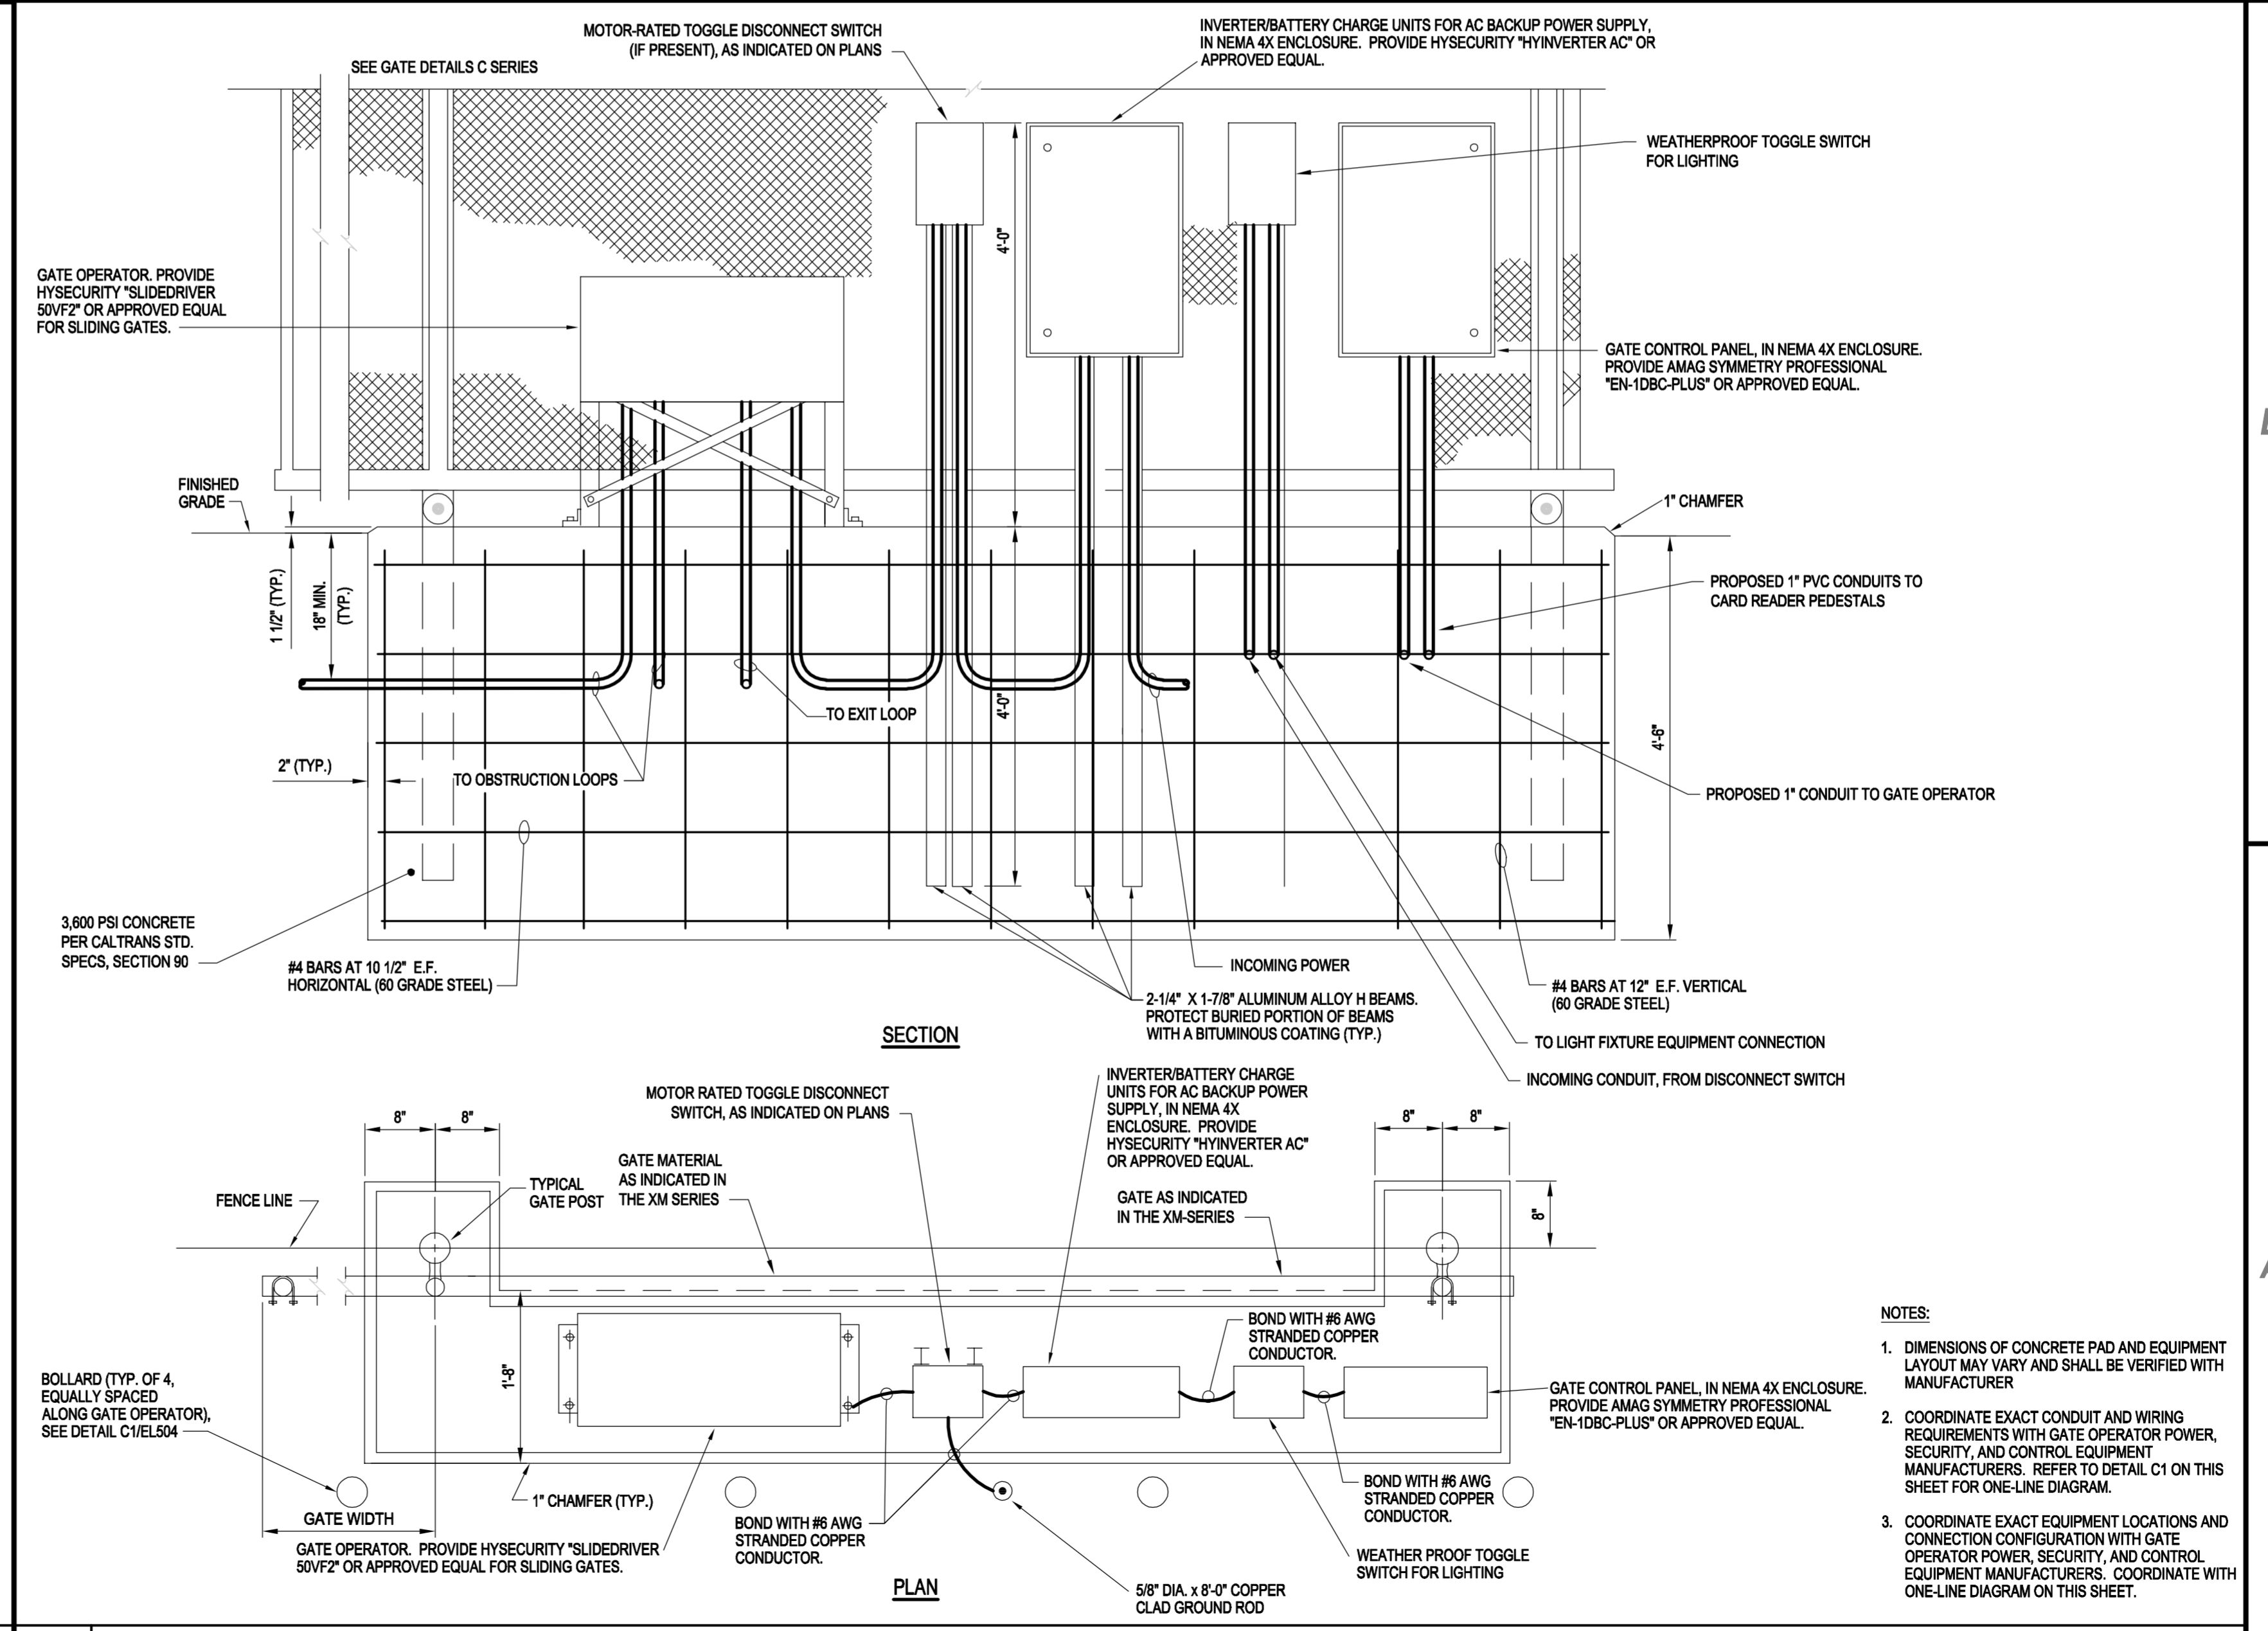 MOTOR-RATED TOGGLE DISCONNECT SWITCH
(IF PRESENT), AS INDICATED ON PLANS
INVERTER/BATTERY CHARGE UNITS FOR AC BACKUP POWER SUPPLY,
IN NEMA 4X ENCLOSURE. PROVIDE HYSECURITY "HYINVERTER AC" OR
APPROVED EQUAL.
SEE GATE DETAILS C SERIES
WEATHERPROOF TOGGLE SWITCH
FOR LIGHTING
4'-0"
GATE OPERATOR. PROVIDE
HYSECURITY "SLIDEDRIVER
50VF2" OR APPROVED EQUAL
FOR SLIDING GATES.
GATE CONTROL PANEL, IN NEMA 4X ENCLOSURE.
PROVIDE AMAG SYMMETRY PROFESSIONAL
"EN-1DBC-PLUS" OR APPROVED EQUAL.
FINISHED
GRADE
1" CHAMFER
1 1/2" (TYP.)
18" MIN.
(TYP.)
PROPOSED 1" PVC CONDUITS TO
CARD READER PEDESTALS
TO EXIT LOOP
4'-0"
4'-6"
2" (TYP.)
TO OBSTRUCTION LOOPS
PROPOSED 1" CONDUIT TO GATE OPERATOR
3,600 PSI CONCRETE
PER CALTRANS STD.
SPECS, SECTION 90
#4 BARS AT 10 1/2" E.F.
HORIZONTAL (60 GRADE STEEL)
INCOMING POWER
2-1/4" X 1-7/8" ALUMINUM ALLOY H BEAMS.
PROTECT BURIED PORTION OF BEAMS
WITH A BITUMINOUS COATING (TYP.)
#4 BARS AT 12" E.F. VERTICAL
(60 GRADE STEEL)
SECTION
TO LIGHT FIXTURE EQUIPMENT CONNECTION
INCOMING CONDUIT, FROM DISCONNECT SWITCH
MOTOR RATED TOGGLE DISCONNECT
SWITCH, AS INDICATED ON PLANS
INVERTER/BATTERY CHARGE
UNITS FOR AC BACKUP POWER
SUPPLY, IN NEMA 4X
ENCLOSURE. PROVIDE
HYSECURITY "HYINVERTER AC"
OR APPROVED EQUAL.
8"
8"
8"
8"
GATE MATERIAL
AS INDICATED IN
THE XM SERIES
TYPICAL
GATE POST
FENCE LINE
GATE AS INDICATED
IN THE XM-SERIES
8"
1'-8"
BOND WITH #6 AWG
STRANDED COPPER
CONDUCTOR.
BOLLARD (TYP. OF 4,
EQUALLY SPACED
ALONG GATE OPERATOR),
SEE DETAIL C1/EL504
GATE CONTROL PANEL, IN NEMA 4X ENCLOSURE.
PROVIDE AMAG SYMMETRY PROFESSIONAL
"EN-1DBC-PLUS" OR APPROVED EQUAL.
1" CHAMFER (TYP.)
GATE WIDTH
BOND WITH #6 AWG
STRANDED COPPER
CONDUCTOR.
BOND WITH #6 AWG
STRANDED COPPER
CONDUCTOR.
GATE OPERATOR. PROVIDE HYSECURITY "SLIDEDRIVER
50VF2" OR APPROVED EQUAL FOR SLIDING GATES.
WEATHER PROOF TOGGLE
SWITCH FOR LIGHTING
PLAN
5/8" DIA. x 8'-0" COPPER
CLAD GROUND ROD
NOTES:
1. DIMENSIONS OF CONCRETE PAD AND EQUIPMENT
LAYOUT MAY VARY AND SHALL BE VERIFIED WITH
MANUFACTURER
2. COORDINATE EXACT CONDUIT AND WIRING
REQUIREMENTS WITH GATE OPERATOR POWER,
SECURITY, AND CONTROL EQUIPMENT
MANUFACTURERS. REFER TO DETAIL C1 ON THIS
SHEET FOR ONE-LINE DIAGRAM.
3. COORDINATE EXACT EQUIPMENT LOCATIONS AND
CONNECTION CONFIGURATION WITH GATE
OPERATOR POWER, SECURITY, AND CONTROL
EQUIPMENT MANUFACTURERS. COORDINATE WITH
ONE-LINE DIAGRAM ON THIS SHEET.